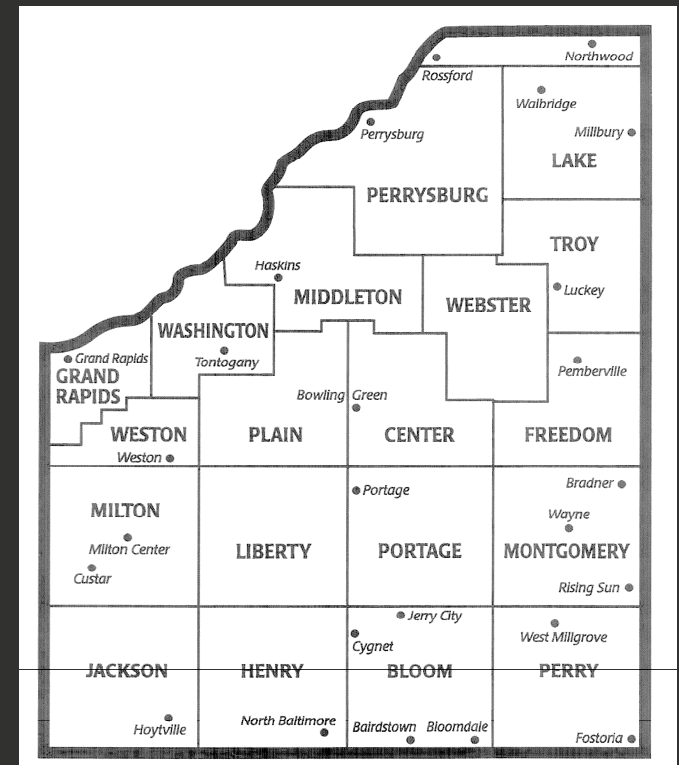 Northwood
Rossford
Walbridge
Perrysburg
Millbury
LAKE
PERRYSBURG
TROY
Haskins
Luckey
MIDDLETON
WEBSTER
WASHINGTON
Grand Rapids
Tontogany
GRAND
RAPIDS
Pemberville
Bowling Green
WESTON
PLAIN
CENTER
FREEDOM
Weston
Bradner
Portage
MILTON
Wayne
Milton Center
LIBERTY
PORTAGE
MONTGOMERY
Custar
Rising Sun
Jerry City
West Millgrove
Cygnet
JACKSON
HENRY
BLOOM
PERRY
North Baltimore
Bairdstown
Bloomdale
Hoytville
Fostoria